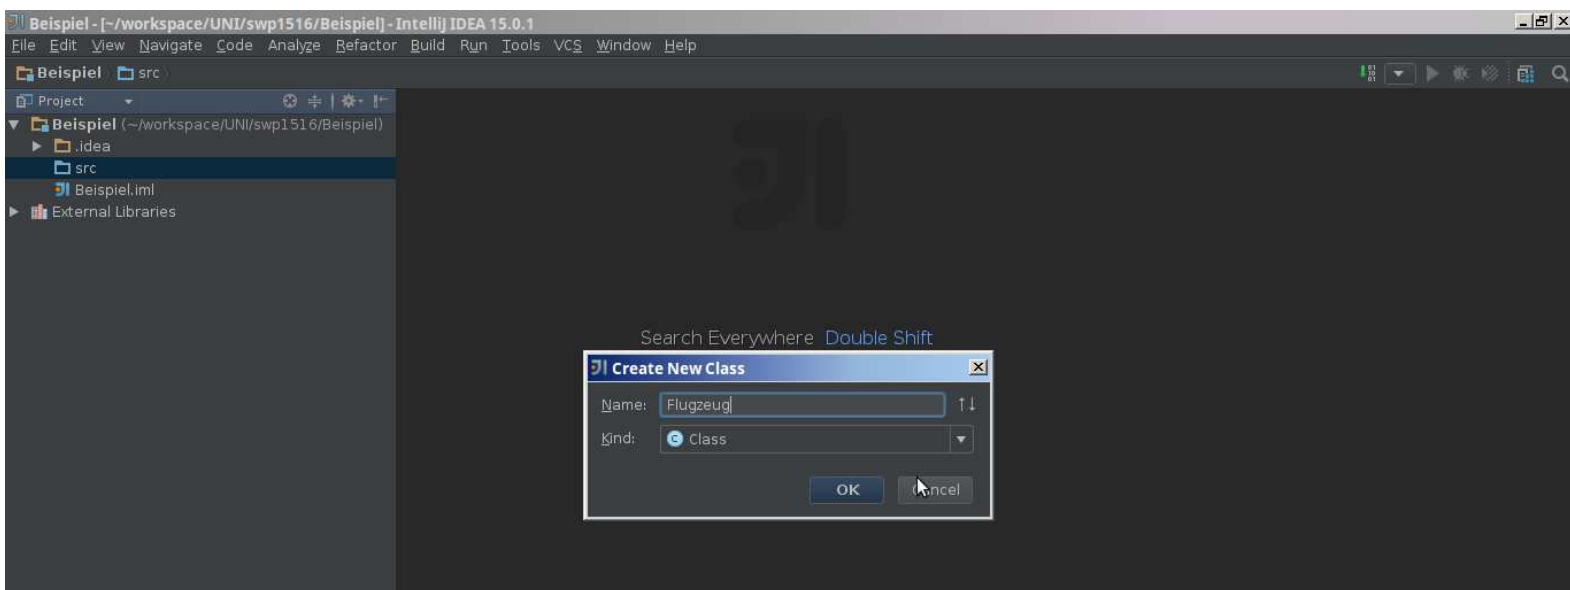 Beispiel - [~/workspace/UNI/swp1516/Beispiel] - IntelliJ IDEA 15.0.1
File Edit View Navigate Code Analyze Refactor Build Run Tools VCS Window Help
Beispiel src
Project
Beispiel (~/workspace/UNI/swp1516/Beispiel)
.idea
src
Beispiel.iml
External Libraries
Search Everywhere Double Shift
Create New Class
Name: Flugzeug
Kind: Class
OK Cancel